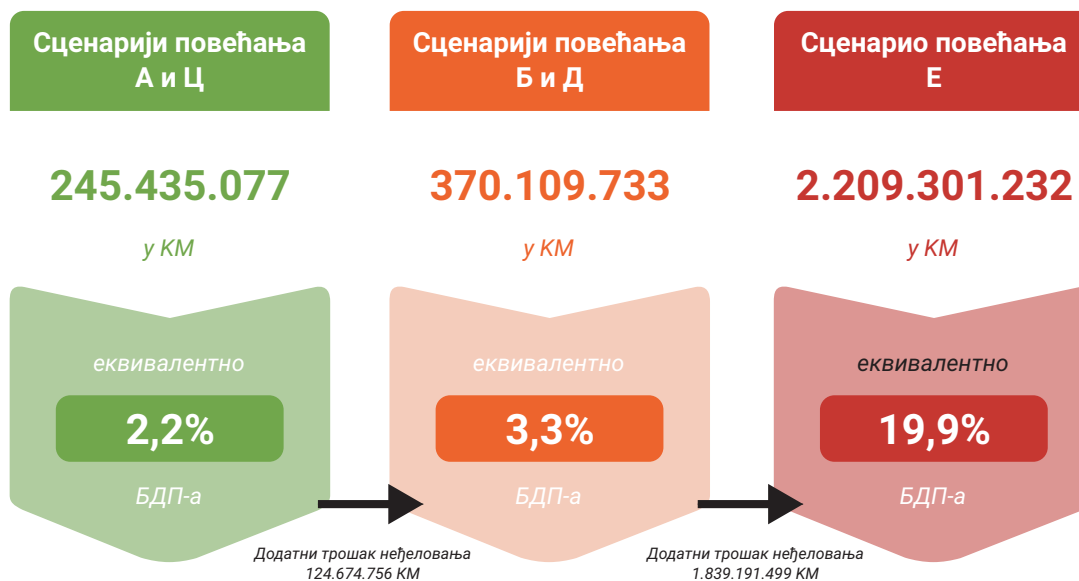 Сценарији повећања
А и Ц
245.435.077
у КМ
еквивалентно
2,2%
БДП-а
Сценарији повећања
Б и Д
370.109.733
у КМ
еквивалентно
3,3%
БДП-а
Сценарио повећања
Е
2.209.301.232
у КМ
еквивалентно
19,9%
БДП-а
Додатни трошак неђеловања
124.674.756 КМ
Додатни трошак неђеловања
1.839.191.499 КМ